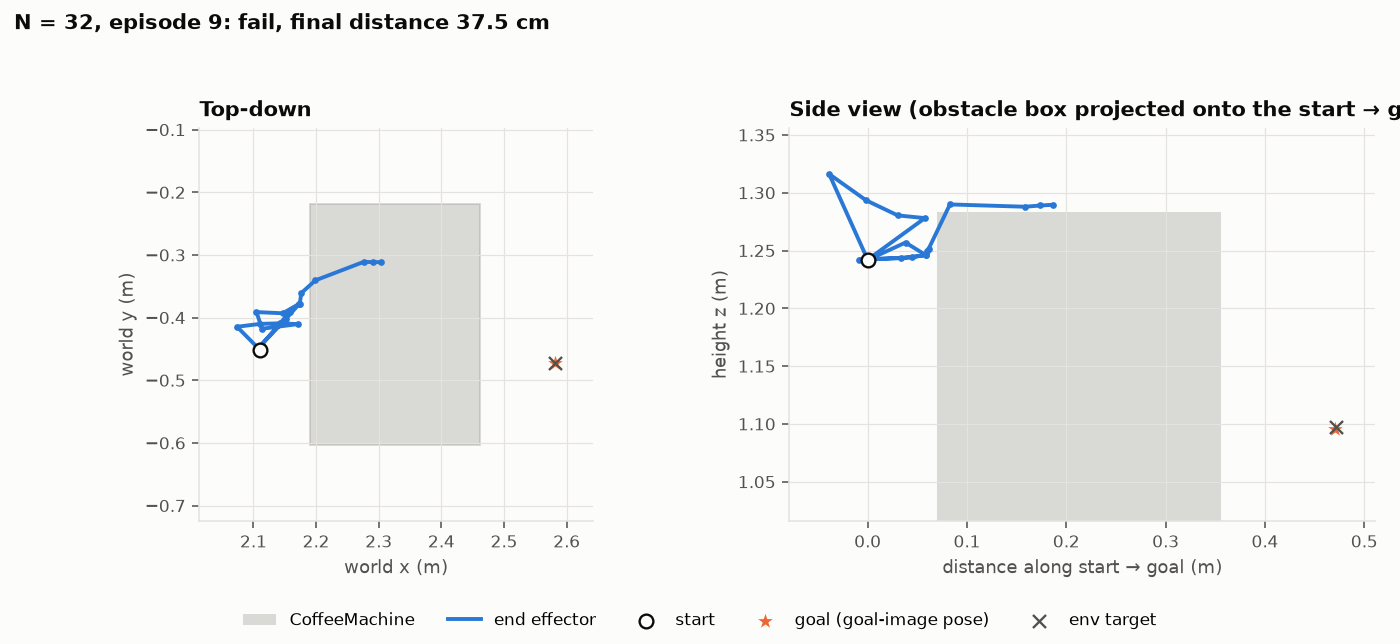 N = 32, episode 9: fail, final distance 37.5 cm
Top-down
−0.1
−0.2
−0.3
−0.4
−0.5
−0.6
−0.7
world y (m)
2.1 2.2 2.3 2.4 2.5 2.6
world x (m)
Side view (obstacle box projected onto the start → g
1.35
1.30
1.25
1.20
1.15
1.10
1.05
height z (m)
0.0 0.1 0.2 0.3 0.4 0.5
distance along start → goal (m)
CoffeeMachine end effector start goal (goal-image pose) env target